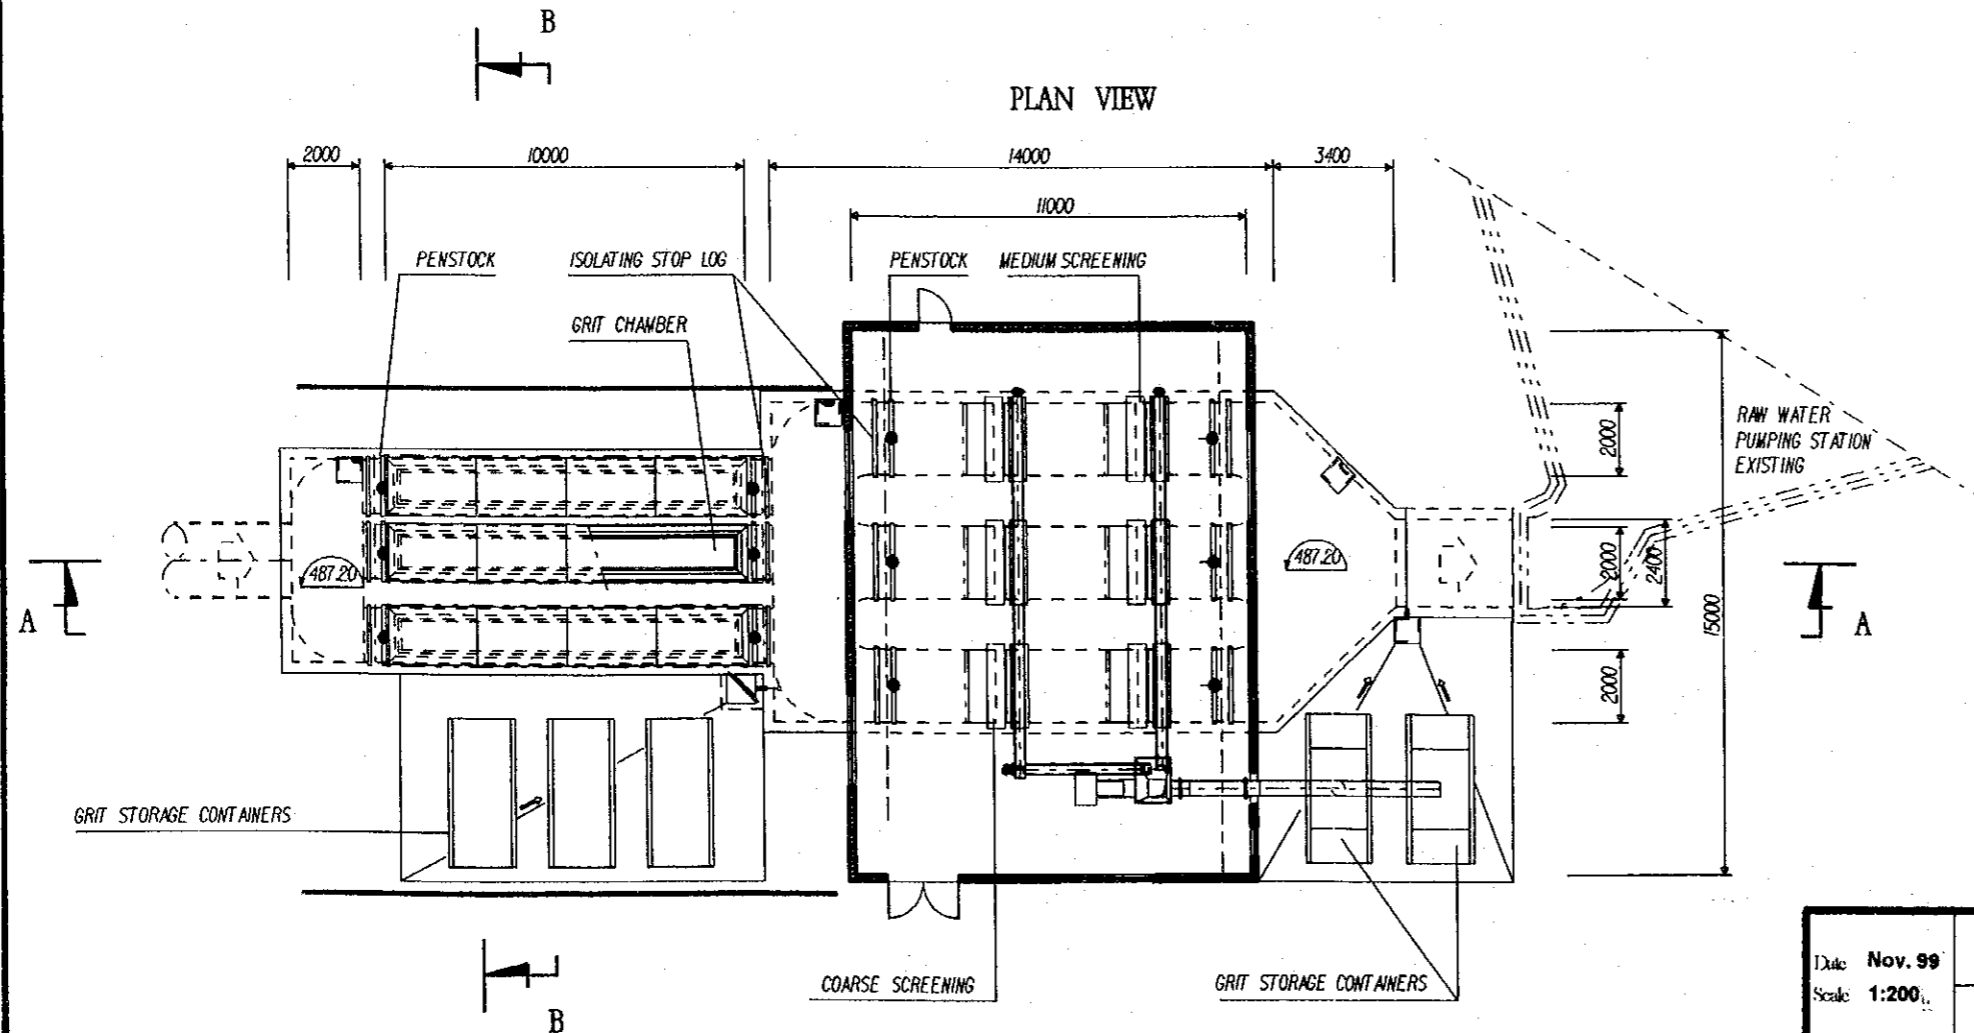 B
PLAN VIEW
2000
10000
14000
3400
11000
PENSTOCK
ISOLATING STOP LOG
PENSTOCK
MEDIUM SCREENING
GRIT CHAMBER
2000
RAW WATER
PUMPING STATION
EXISTING
487.20
487.20
2000
2400
15000
A
A
2000
GRIT STORAGE CONTAINERS
COARSE SCREENING
GRIT STORAGE CONTAINERS
B
Date Nov. 99
Scale 1:200